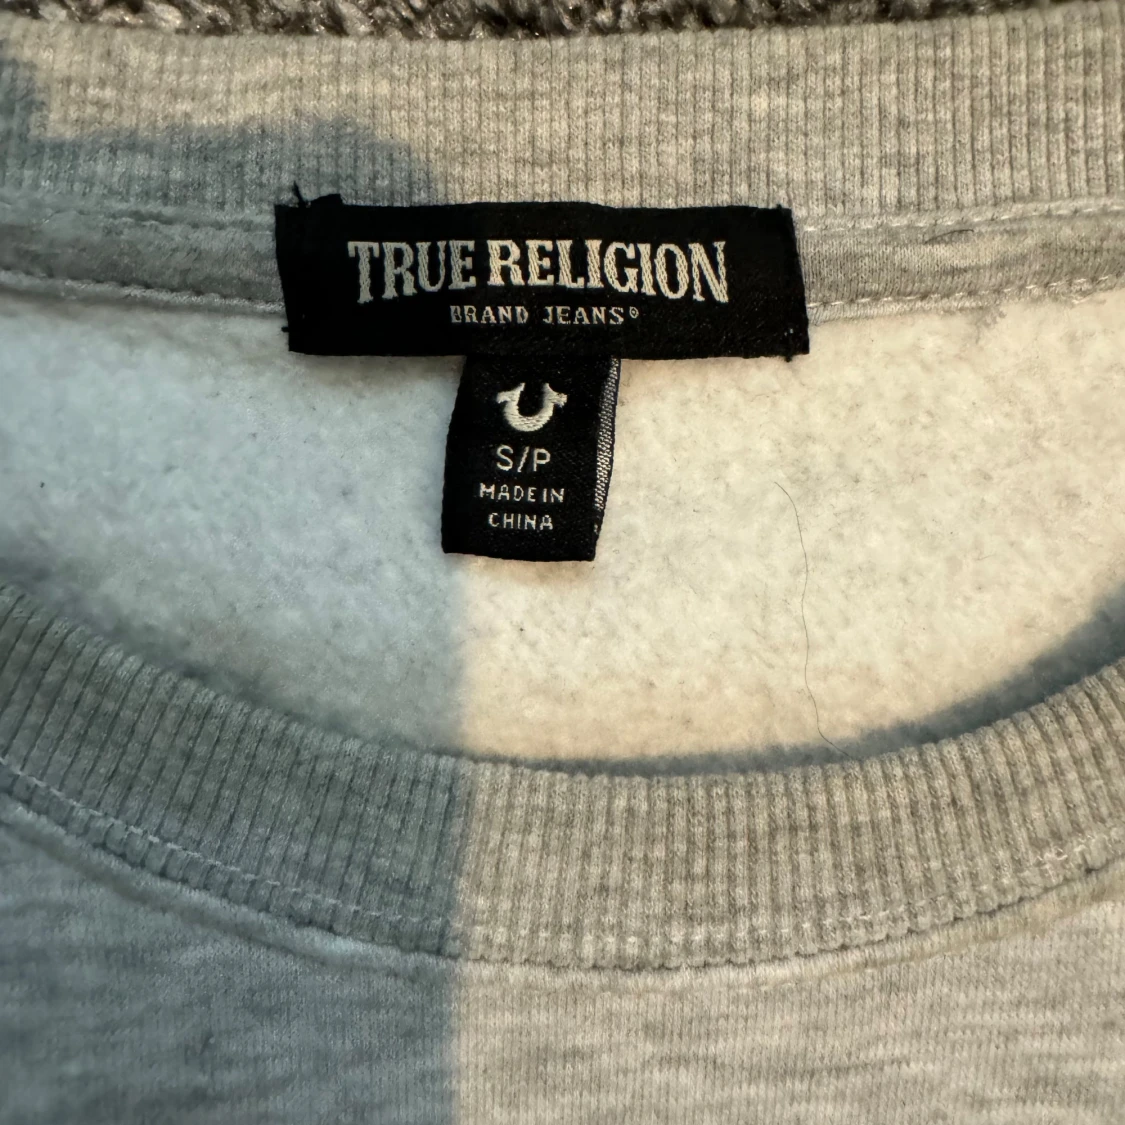 TRUE RELIGION
BRAND JEANS®
S/P
MADE IN
CHINA